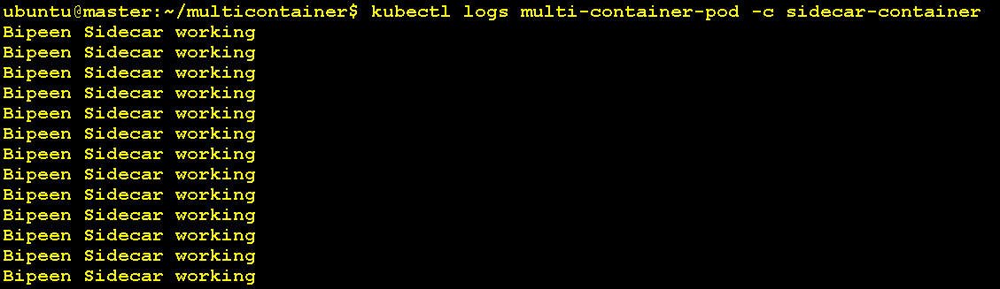 ubuntu@master:~/multicontainer$ kubectl logs multi-container-pod -c sidecar-container
Bipeen Sidecar working
Bipeen Sidecar working
Bipeen Sidecar working
Bipeen Sidecar working
Bipeen Sidecar working
Bipeen Sidecar working
Bipeen Sidecar working
Bipeen Sidecar working
Bipeen Sidecar working
Bipeen Sidecar working
Bipeen Sidecar working
Bipeen Sidecar working
Bipeen Sidecar working